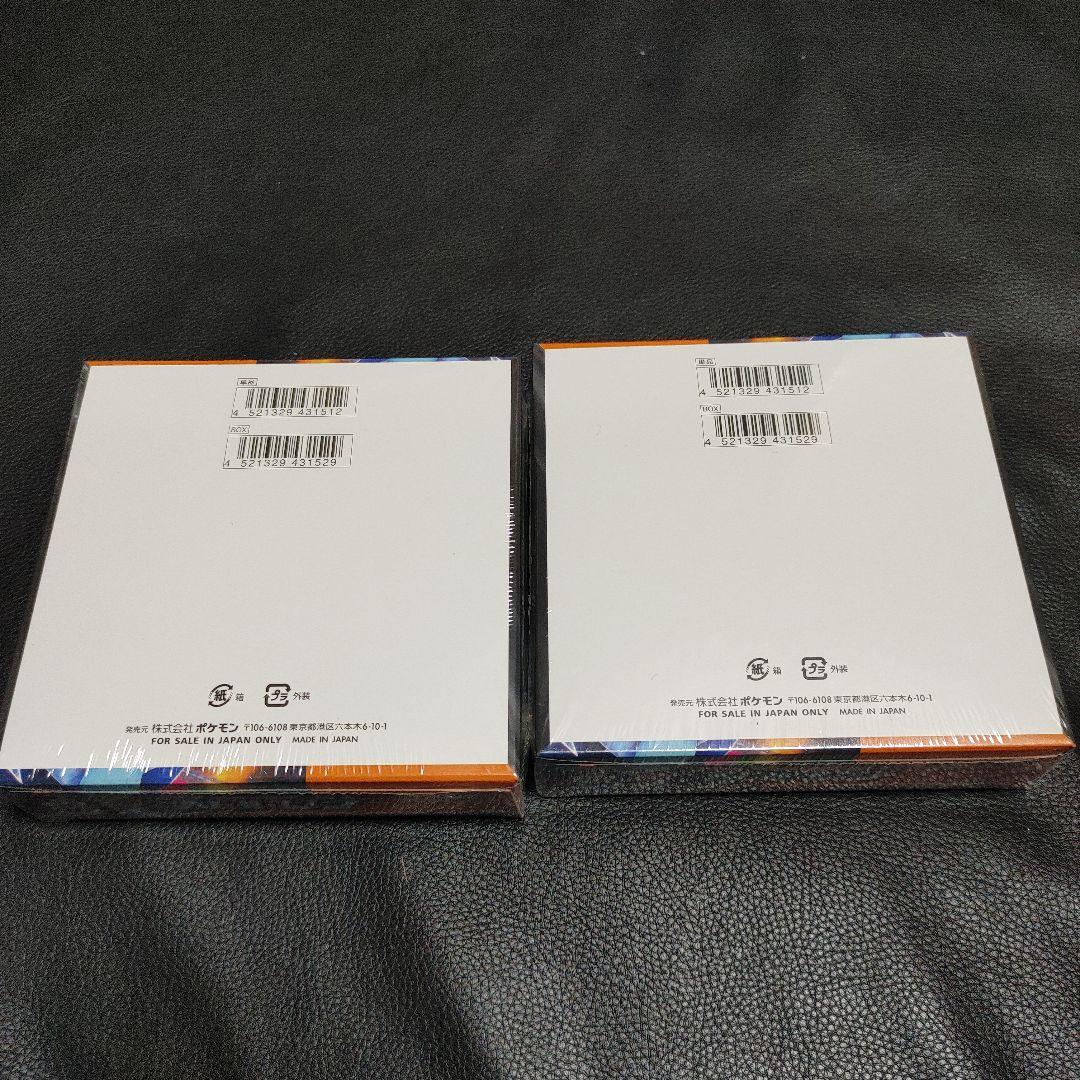 単品
4 521329 431512
BOX
4 521329 431529
紙 箱 プラ 外装
発売元 株式会社 ポケモン 〒106-6108 東京都港区六本木6-10-1
FOR SALE IN JAPAN ONLY MADE IN JAPAN
単品
4 521329 431512
BOX
4 521329 431529
紙 箱 プラ 外装
発売元 株式会社 ポケモン 〒106-6108 東京都港区六本木6-10-1
FOR SALE IN JAPAN ONLY MADE IN JAPAN